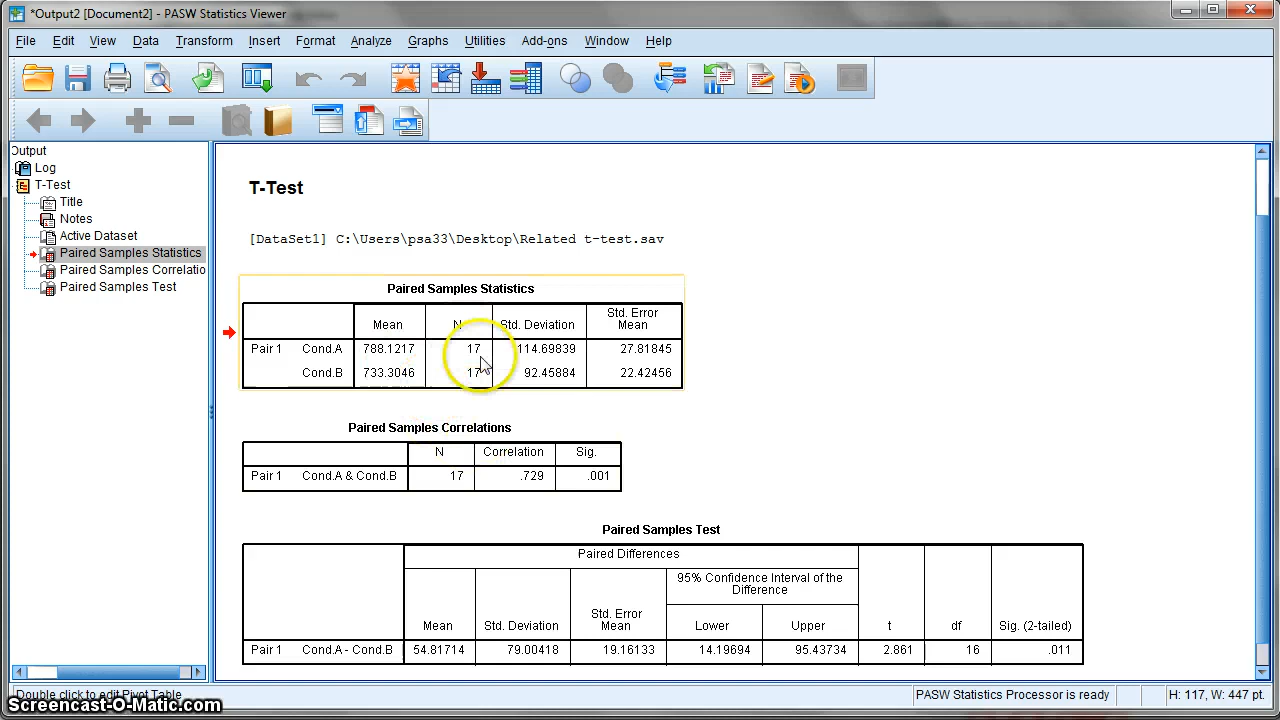 *Output2 [Document2] - PASW Statistics Viewer
File Edit View Data Transform Insert Format Analyze Graphs Utilities Add-ons Window Help
Output
Log
T-Test
Title
Notes
Active Dataset
Paired Samples Statistics
Paired Samples Correlatio
Paired Samples Test
T-Test
[DataSet1] C:\Users\psa33\Desktop\Related t-test.sav
Paired Samples Statistics
Mean N Std. Deviation Std. Error Mean
Pair 1 Cond.A 788.1217 17 114.69839 27.81845
Cond.B 733.3046 17 92.45884 22.42456
Paired Samples Correlations
N Correlation Sig.
Pair 1 Cond.A & Cond.B 17 .729 .001
Paired Samples Test
Paired Differences
95% Confidence Interval of the Difference
Mean Std. Deviation Std. Error Mean Lower Upper t df Sig. (2-tailed)
Pair 1 Cond.A - Cond.B 54.81714 79.00418 19.16133 14.19694 95.43734 2.861 16 .011
Double click to edit Pivot Table
PASW Statistics Processor is ready
H: 117, W: 447 pt.
Screencast-O-Matic.com